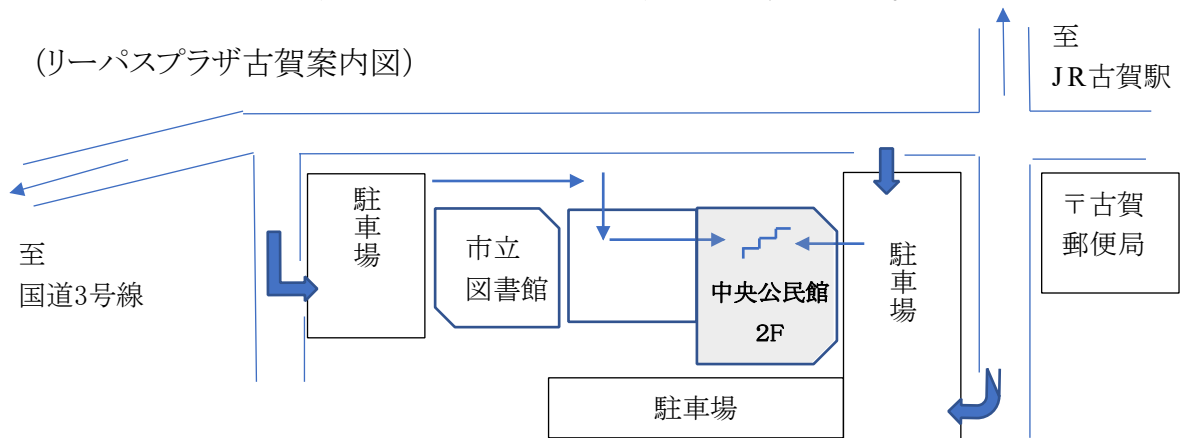 (リーパスプラザ古賀案内図)
至
JR古賀駅
至
国道3号線
駐車場
市立
図書館
中央公民館
2F
駐車場
〒古賀
郵便局
駐車場